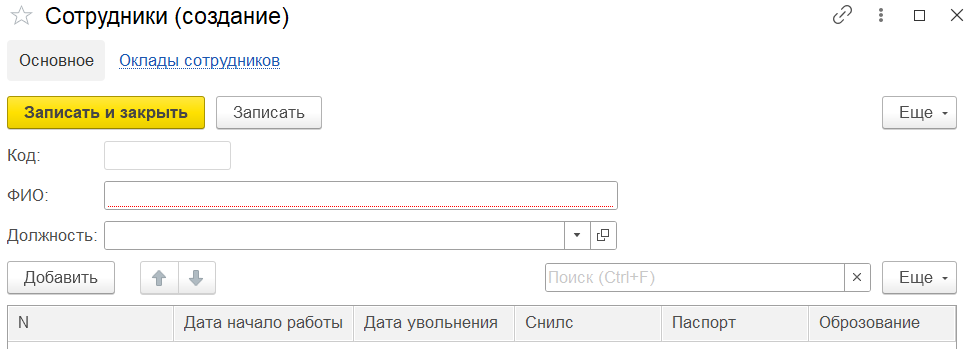 Сотрудники (создание)
Основное Оклады сотрудников
Записать и закрыть Записать Еще
Код:
ФИО:
Должность:
Добавить Поиск (Ctrl+F) Еще
N Дата начало работы Дата увольнения Снилс Паспорт Оброзование